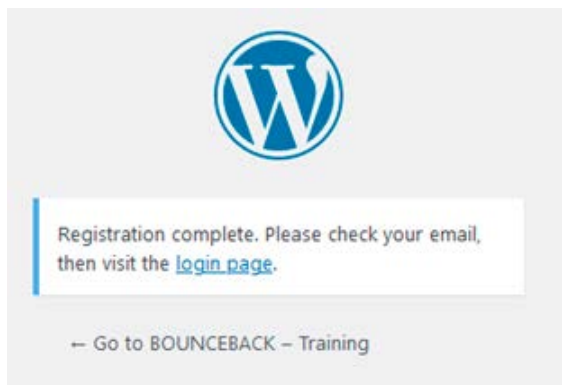 Registration complete. Please check your email,
then visit the login page.
← Go to BOUNCEBACK – Training